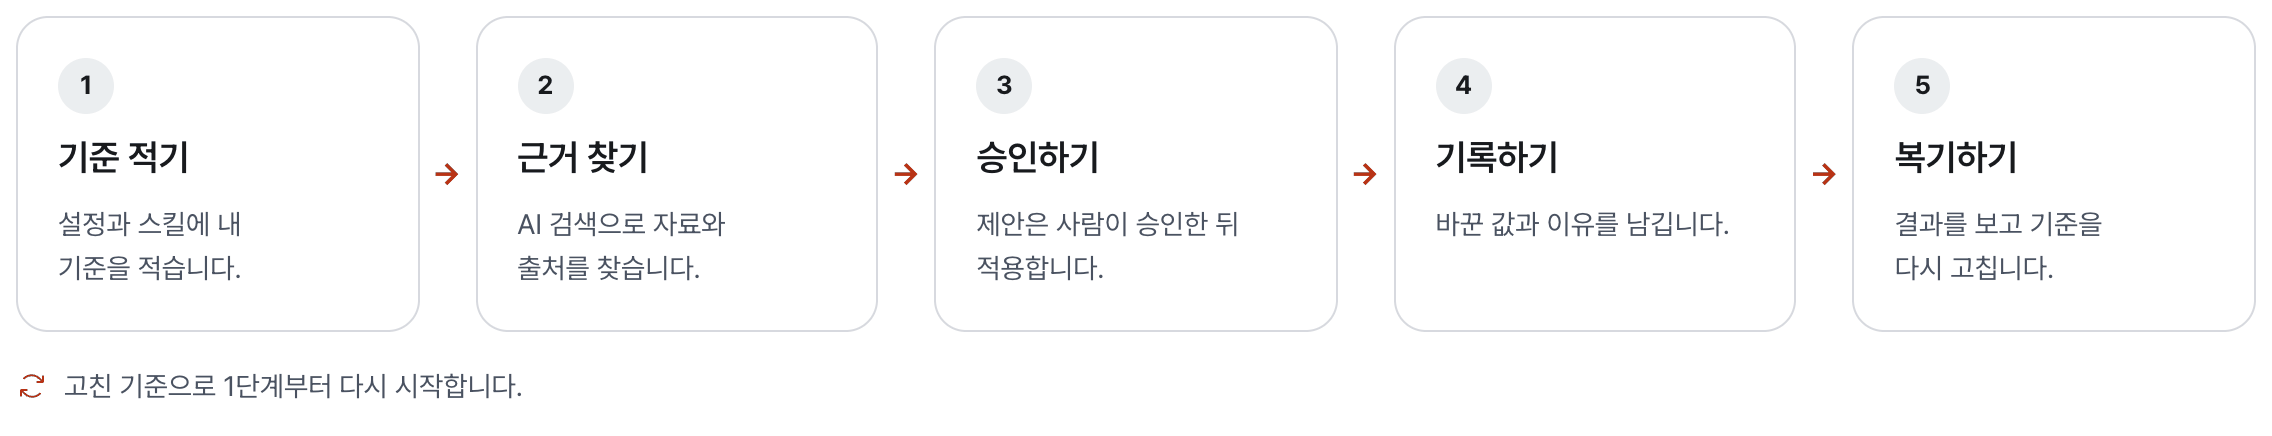 1
기준 적기
설정과 스킬에 내
기준을 적습니다.
2
근거 찾기
AI 검색으로 자료와
출처를 찾습니다.
3
승인하기
제안은 사람이 승인한 뒤
적용합니다.
4
기록하기
바꾼 값과 이유를 남깁니다.
5
복기하기
결과를 보고 기준을
다시 고칩니다.
고친 기준으로 1단계부터 다시 시작합니다.